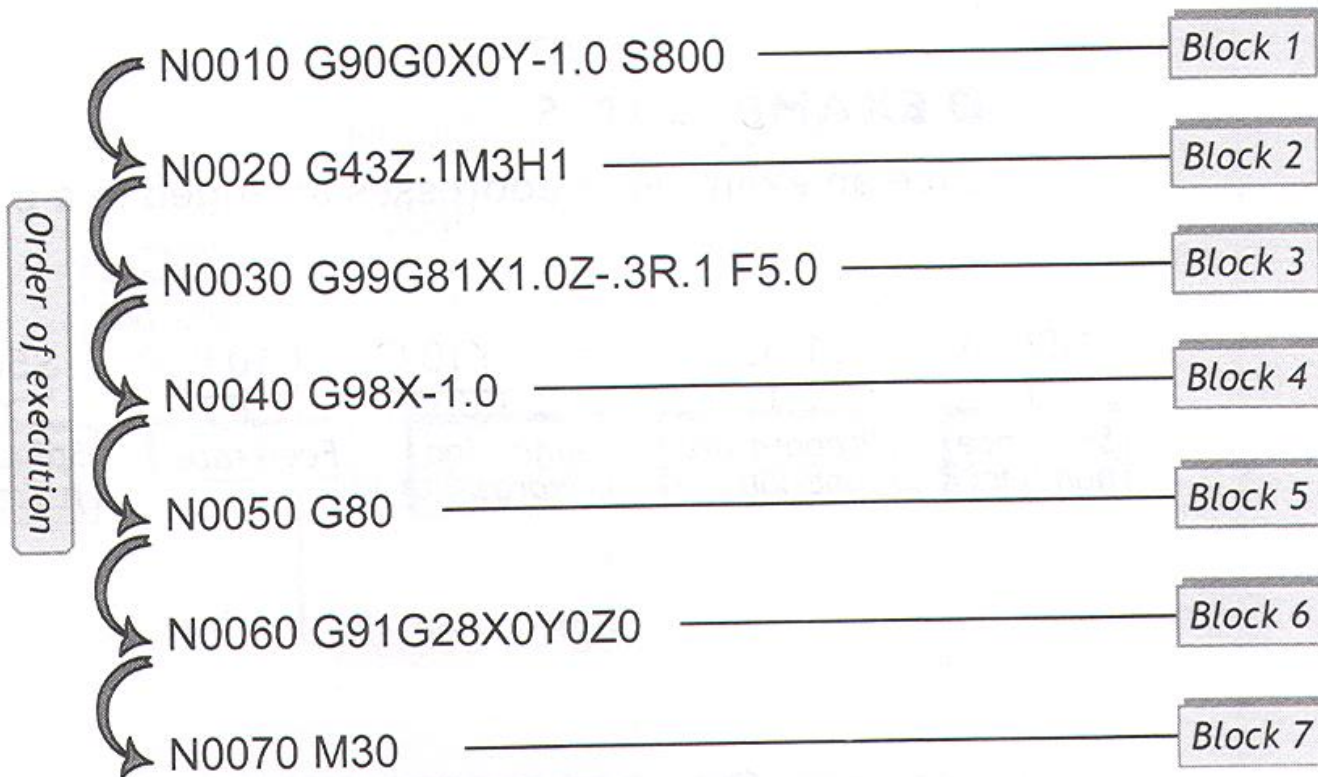 N0010 G90G0X0Y-1.0 S800 Block 1
N0020 G43Z.1M3H1 Block 2
N0030 G99G81X1.0Z-.3R.1 F5.0 Block 3
N0040 G98X-1.0 Block 4
N0050 G80 Block 5
N0060 G91G28X0Y0Z0 Block 6
N0070 M30 Block 7
Order of execution